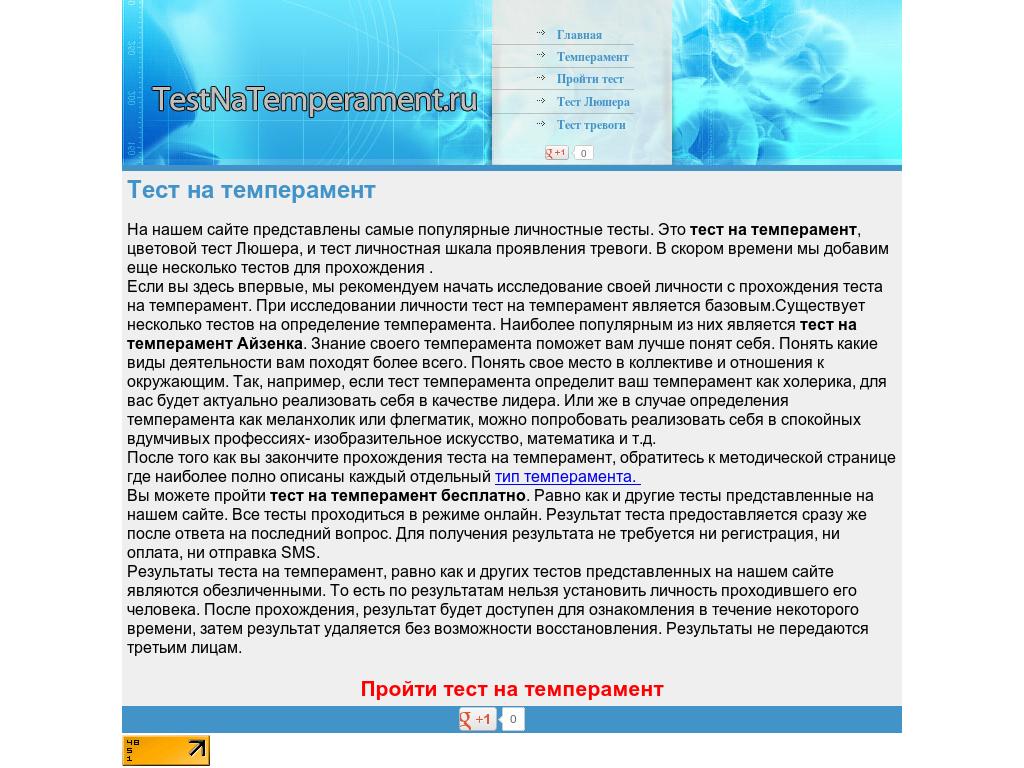 TestNaTemperament.ru
Главная
Темперамент
Пройти тест
Тест Люшера
Тест тревоги
g +1 0
Тест на темперамент
На нашем сайте представлены самые популярные личностные тесты. Это тест на темперамент,
цветовой тест Люшера, и тест личностная шкала проявления тревоги. В скором времени мы добавим
еще несколько тестов для прохождения .
Если вы здесь впервые, мы рекомендуем начать исследование своей личности с прохождения теста
на темперамент. При исследовании личности тест на темперамент является базовым.Существует
несколько тестов на определение темперамента. Наиболее популярным из них является тест на
темперамент Айзенка. Знание своего темперамента поможет вам лучше понят себя. Понять какие
виды деятельности вам походят более всего. Понять свое место в коллективе и отношения к
окружающим. Так, например, если тест темперамента определит ваш темперамент как холерика, для
вас будет актуально реализовать себя в качестве лидера. Или же в случае определения
темперамента как меланхолик или флегматик, можно попробовать реализовать себя в спокойных
вдумчивых профессиях- изобразительное искусство, математика и т.д.
После того как вы закончите прохождения теста на темперамент, обратитесь к методической странице
где наиболее полно описаны каждый отдельный тип темперамента.
Вы можете пройти тест на темперамент бесплатно. Равно как и другие тесты представленные на
нашем сайте. Все тесты проходиться в режиме онлайн. Результат теста предоставляется сразу же
после ответа на последний вопрос. Для получения результата не требуется ни регистрация, ни
оплата, ни отправка SMS.
Результаты теста на темперамент, равно как и других тестов представленных на нашем сайте
являются обезличенными. То есть по результатам нельзя установить личность проходившего его
человека. После прохождения, результат будет доступен для ознакомления в течение некоторого
времени, затем результат удаляется без возможности восстановления. Результаты не передаются
третьим лицам.
Пройти тест на темперамент
g +1 0
48
5
1